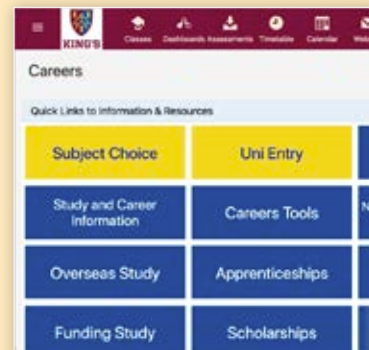 KING'S
Classes Dashboards Assessments Timetable Calendar
Careers
Quick Links to Information & Resources
Subject Choice Uni Entry
Study and Career
Information
Careers Tools
Overseas Study Apprenticeships
Funding Study Scholarships